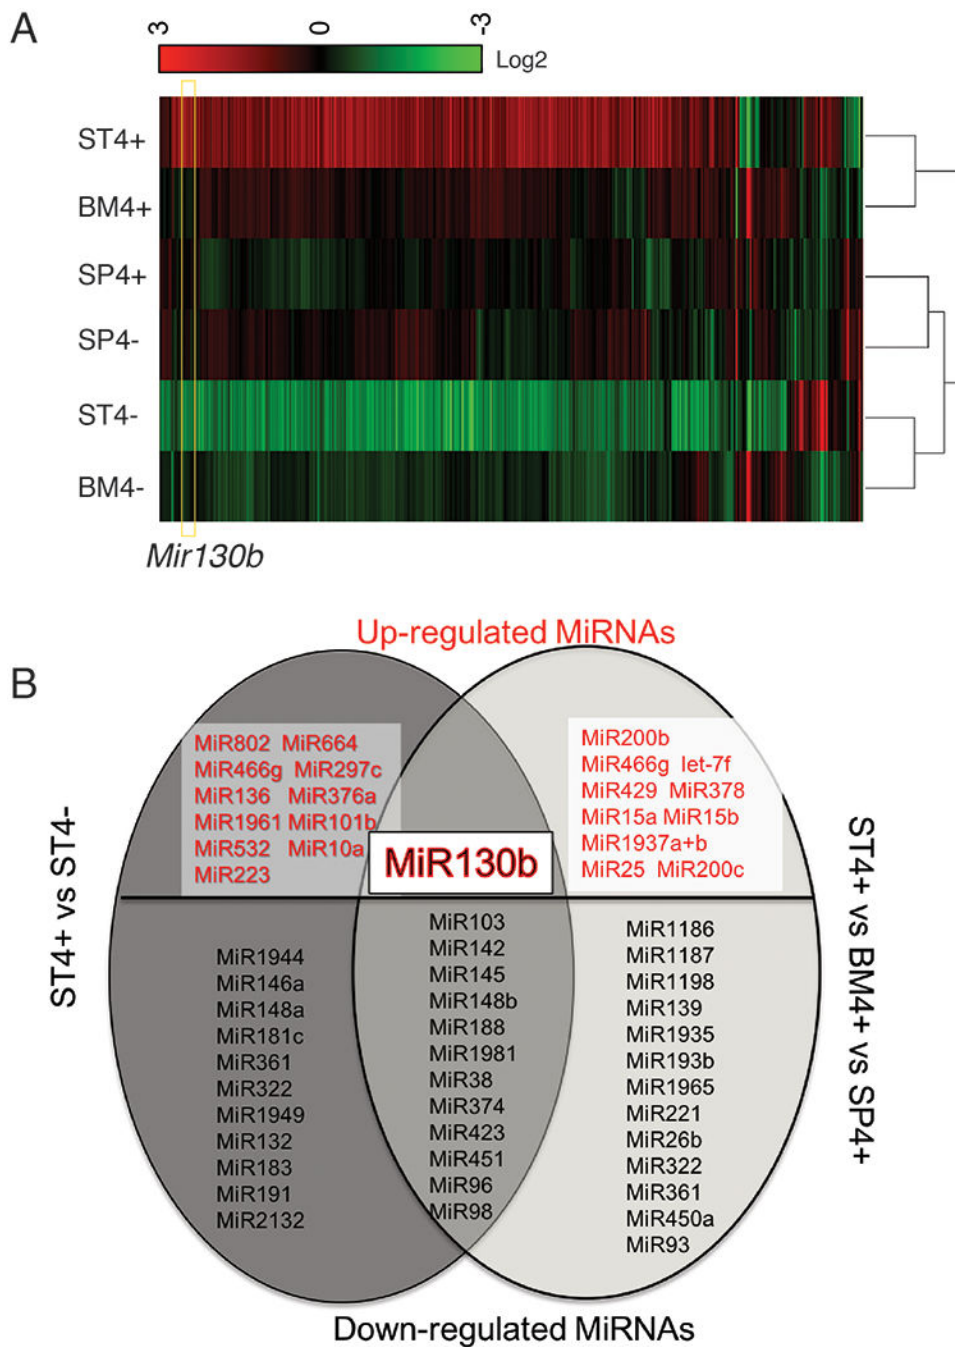 A
3 0 -3
Log2
ST4+
BM4+
SP4+
SP4-
ST4-
BM4-
Mir130b
B
Up-regulated MiRNAs
ST4+ vs ST4-
MiR802 MiR664
MiR466g MiR297c
MiR136 MiR376a
MiR1961 MiR101b
MiR532 MiR10a
MiR223
MiR130b
MiR200b
MiR466g let-7f
MiR429 MiR378
MiR15a MiR15b
MiR1937a+b
MiR25 MiR200c
ST4+ vs BM4+ vs SP4+
MiR1944
MiR146a
MiR148a
MiR181c
MiR361
MiR322
MiR1949
MiR132
MiR183
MiR191
MiR2132
MiR103
MiR142
MiR145
MiR148b
MiR188
MiR1981
MiR38
MiR374
MiR423
MiR451
MiR96
MiR98
MiR1186
MiR1187
MiR1198
MiR139
MiR1935
MiR193b
MiR1965
MiR221
MiR26b
MiR322
MiR361
MiR450a
MiR93
Down-regulated MiRNAs